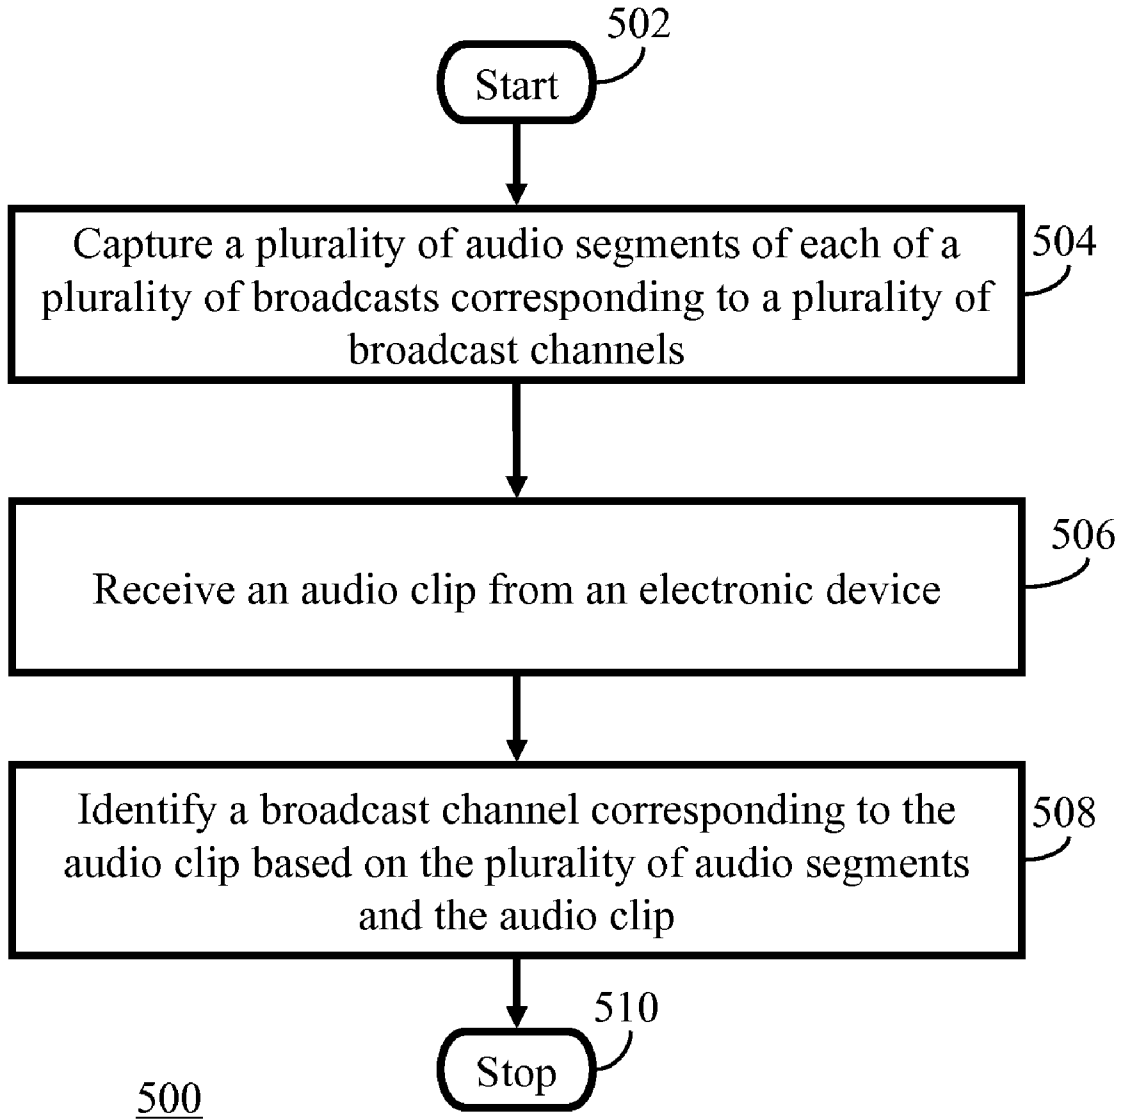 502
Start
504
Capture a plurality of audio segments of each of a
plurality of broadcasts corresponding to a plurality of
broadcast channels
506
Receive an audio clip from an electronic device
508
Identify a broadcast channel corresponding to the
audio clip based on the plurality of audio segments
and the audio clip
510
Stop
500